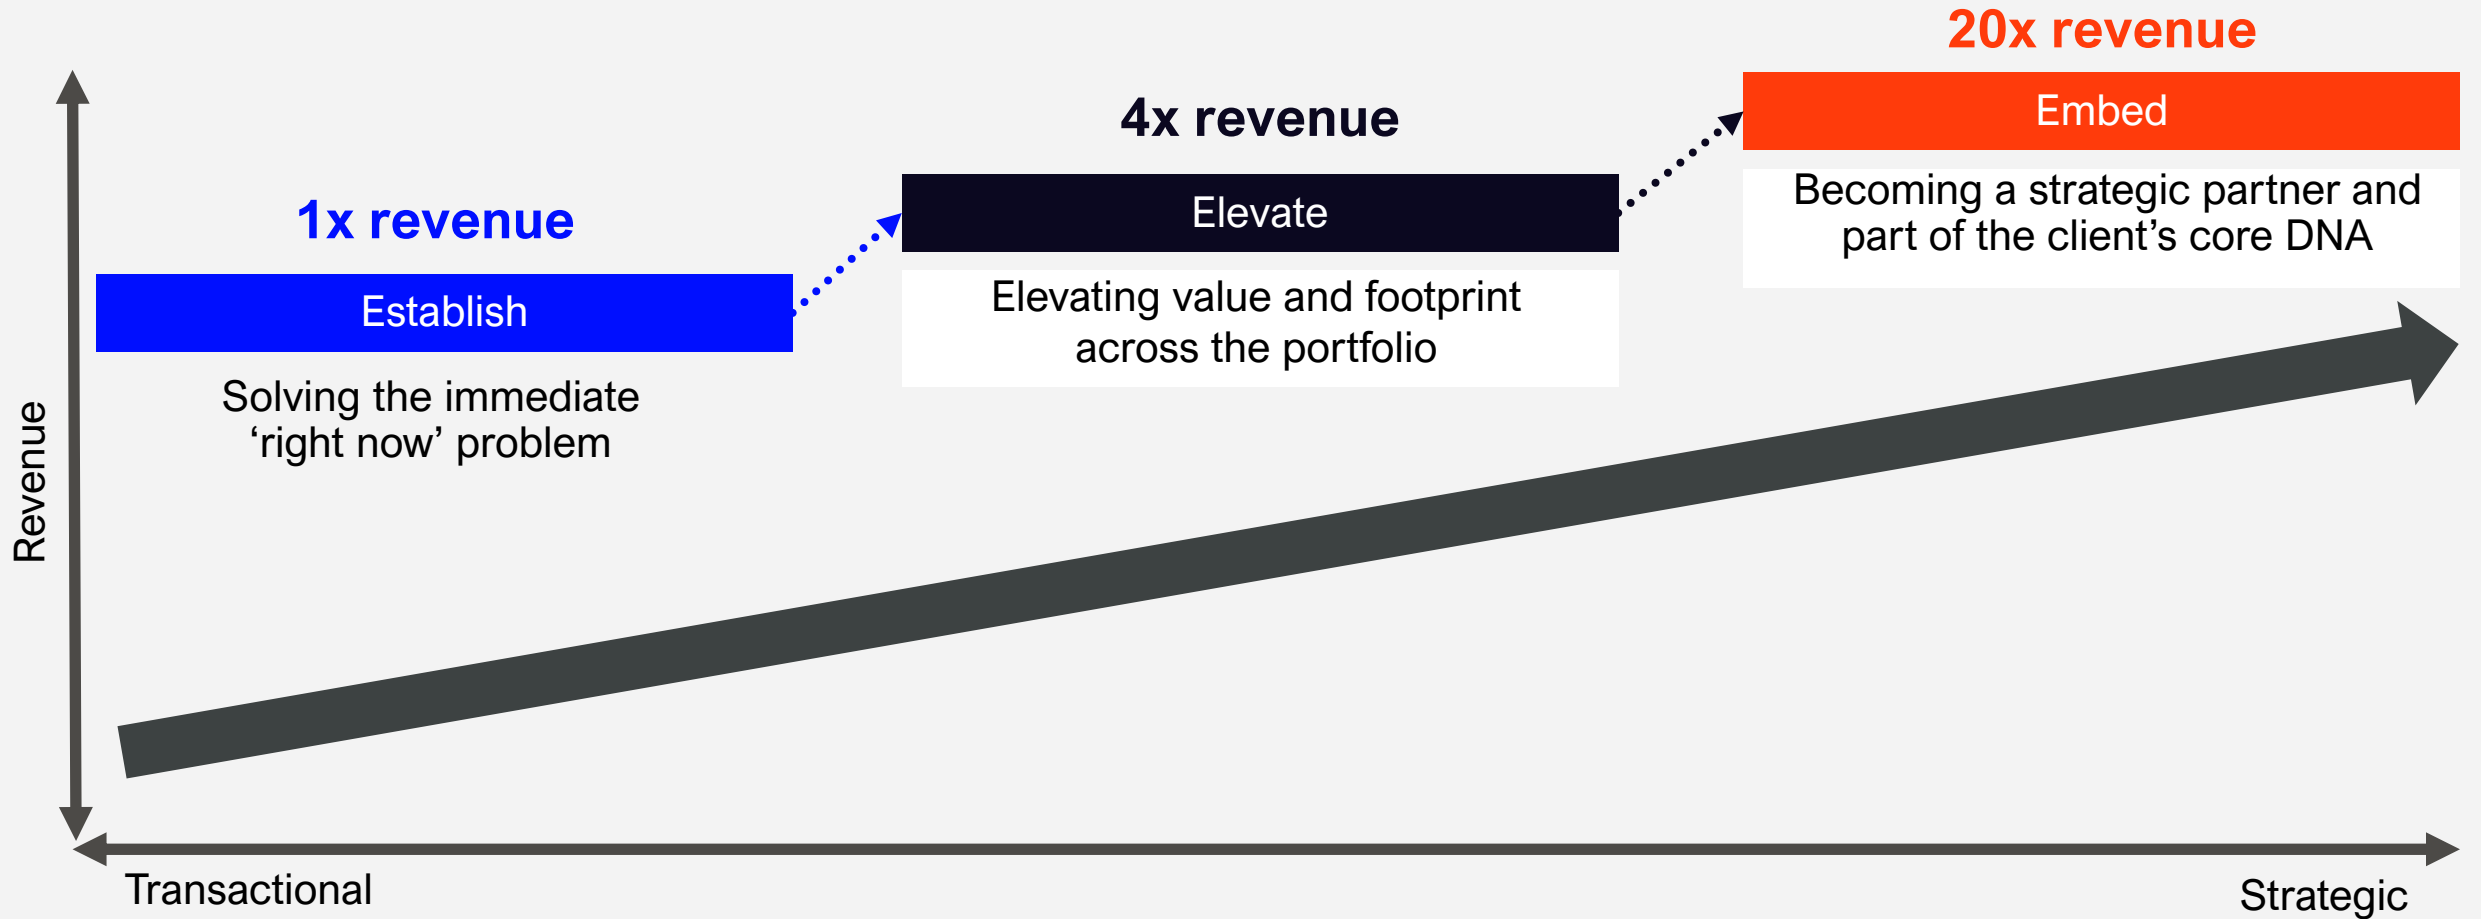 20x revenue
Embed
Becoming a strategic partner and
part of the client’s core DNA
4x revenue
Elevate
Elevating value and footprint
across the portfolio
1x revenue
Establish
Solving the immediate
‘right now’ problem
Revenue
Transactional
Strategic